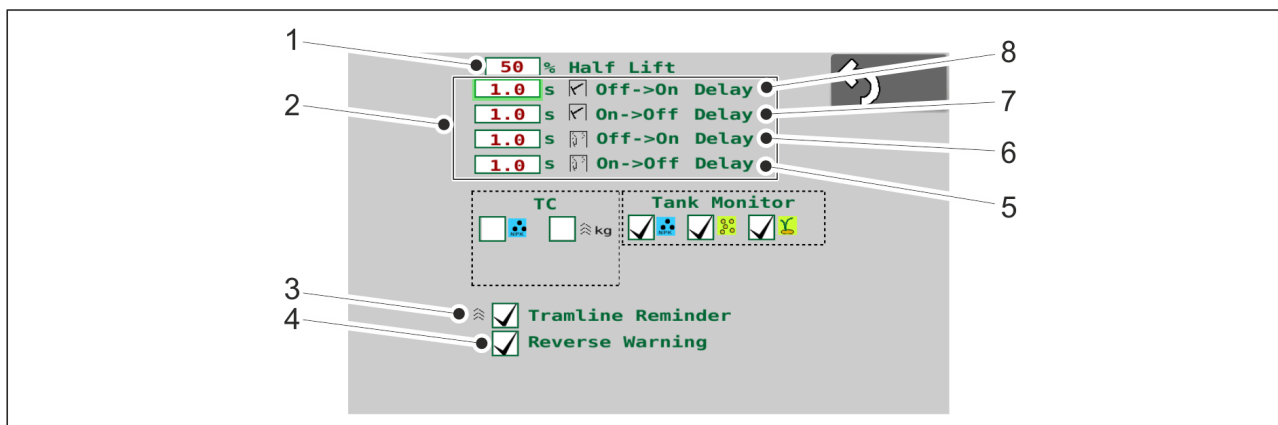 1
2
3
4
50 % Half Lift
1.0 s Off->On Delay
1.0 s On->Off Delay
1.0 s Off->On Delay
1.0 s On->Off Delay
8
7
6
5
TC
NPK
kg
Tank Monitor
NPK
Tramline Reminder
Reverse Warning